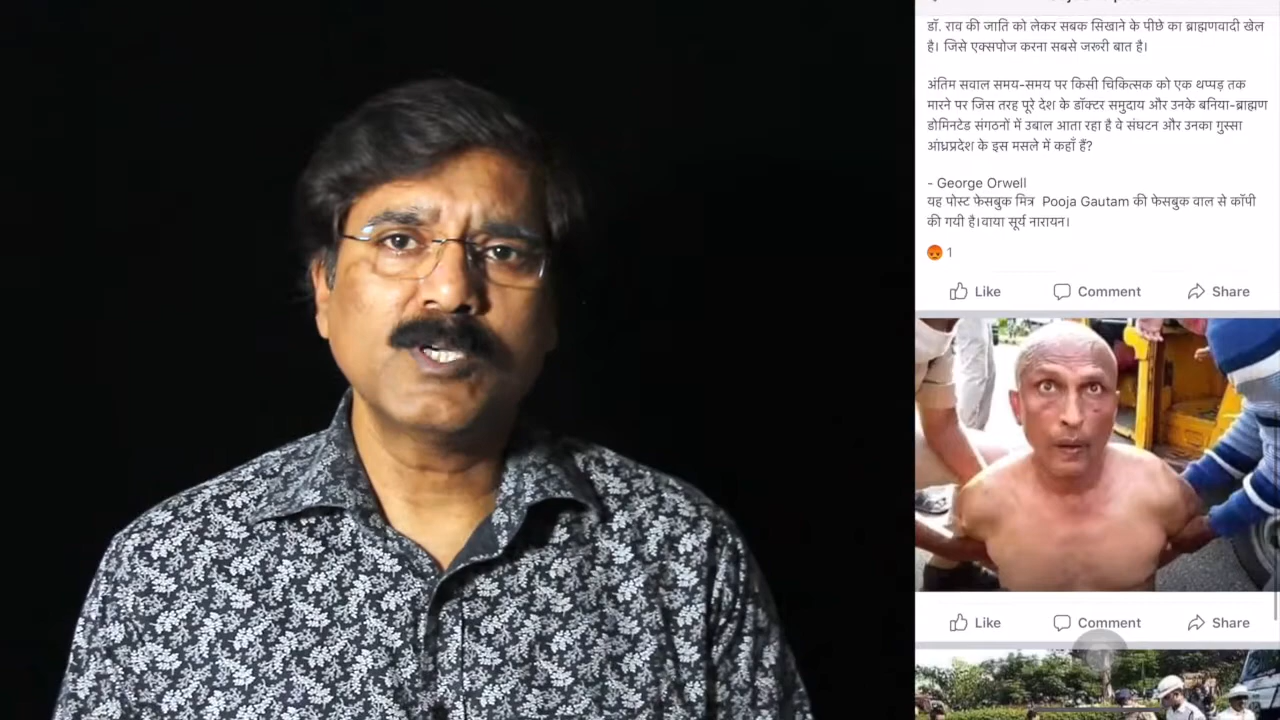 डॉ. राव की जाति को लेकर सबक सिखाने के पीछे का ब्राह्मणवादी खेल
है। जिसे एक्सपोज करना सबसे जरूरी बात है।
अंतिम सवाल समय-समय पर किसी चिकित्सक को एक थप्पड़ तक
मारने पर जिस तरह पूरे देश के डॉक्टर समुदाय और उनके बनिया-ब्राह्मण
डोमिनटेड संगठनों में उबाल आता रहा है वे संघटन और उनका गुस्सा
आंध्रप्रदेश के इस मसले में कहाँ हैं?
- George Orwell
यह पोस्ट फेसबुक मित्र Pooja Gautam की फेसबुक वाल से कॉपी
की गयी है।वाया सूर्य नारायन।
1
Like Comment Share
Like Comment Share